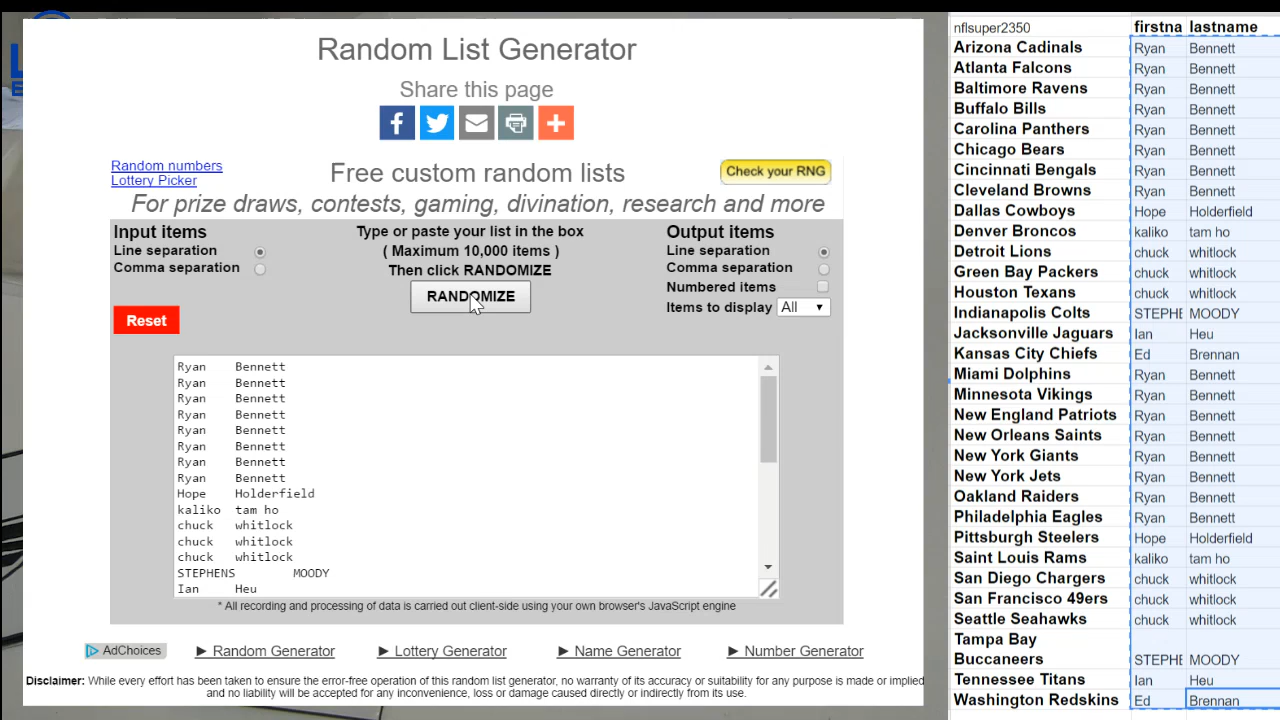 Random List Generator
Share this page
Random numbers
Lottery Picker
Free custom random lists
Check your RNG
For prize draws, contests, gaming, divination, research and more
Input items
Line separation
Comma separation
Reset
Type or paste your list in the box
( Maximum 10,000 items )
Then click RANDOMIZE
RANDOMIZE
Output items
Line separation
Comma separation
Numbered items
Items to display All
Ryan Bennett
Ryan Bennett
Ryan Bennett
Ryan Bennett
Ryan Bennett
Ryan Bennett
Ryan Bennett
Ryan Bennett
Hope Holderfield
kaliko tam ho
chuck whitlock
chuck whitlock
chuck whitlock
STEPHENS MOODY
Ian Heu
* All recording and processing of data is carried out client-side using your own browser's JavaScript engine
AdChoices
► Random Generator
► Lottery Generator
► Name Generator
► Number Generator
Disclaimer: While every effort has been taken to ensure the error-free operation of this random list generator, no warranty of its accuracy or suitability for any purpose is made or implied
and no liability will be accepted for any inconvenience, loss or damage caused directly or indirectly from its use.
nflsuper2350 firstna lastname
Arizona Cadinals Ryan Bennett
Atlanta Falcons Ryan Bennett
Baltimore Ravens Ryan Bennett
Buffalo Bills Ryan Bennett
Carolina Panthers Ryan Bennett
Chicago Bears Ryan Bennett
Cincinnati Bengals Ryan Bennett
Cleveland Browns Ryan Bennett
Dallas Cowboys Hope Holderfield
Denver Broncos kaliko tam ho
Detroit Lions chuck whitlock
Green Bay Packers chuck whitlock
Houston Texans chuck whitlock
Indianapolis Colts STEPHE MOODY
Jacksonville Jaguars Ian Heu
Kansas City Chiefs Ed Brennan
Miami Dolphins Ryan Bennett
Minnesota Vikings Ryan Bennett
New England Patriots Ryan Bennett
New Orleans Saints Ryan Bennett
New York Giants Ryan Bennett
New York Jets Ryan Bennett
Oakland Raiders Ryan Bennett
Philadelphia Eagles Ryan Bennett
Pittsburgh Steelers Hope Holderfield
Saint Louis Rams kaliko tam ho
San Diego Chargers chuck whitlock
San Francisco 49ers chuck whitlock
Seattle Seahawks chuck whitlock
Tampa Bay
Buccaneers STEPHE MOODY
Tennessee Titans Ian Heu
Washington Redskins Ed Brennan